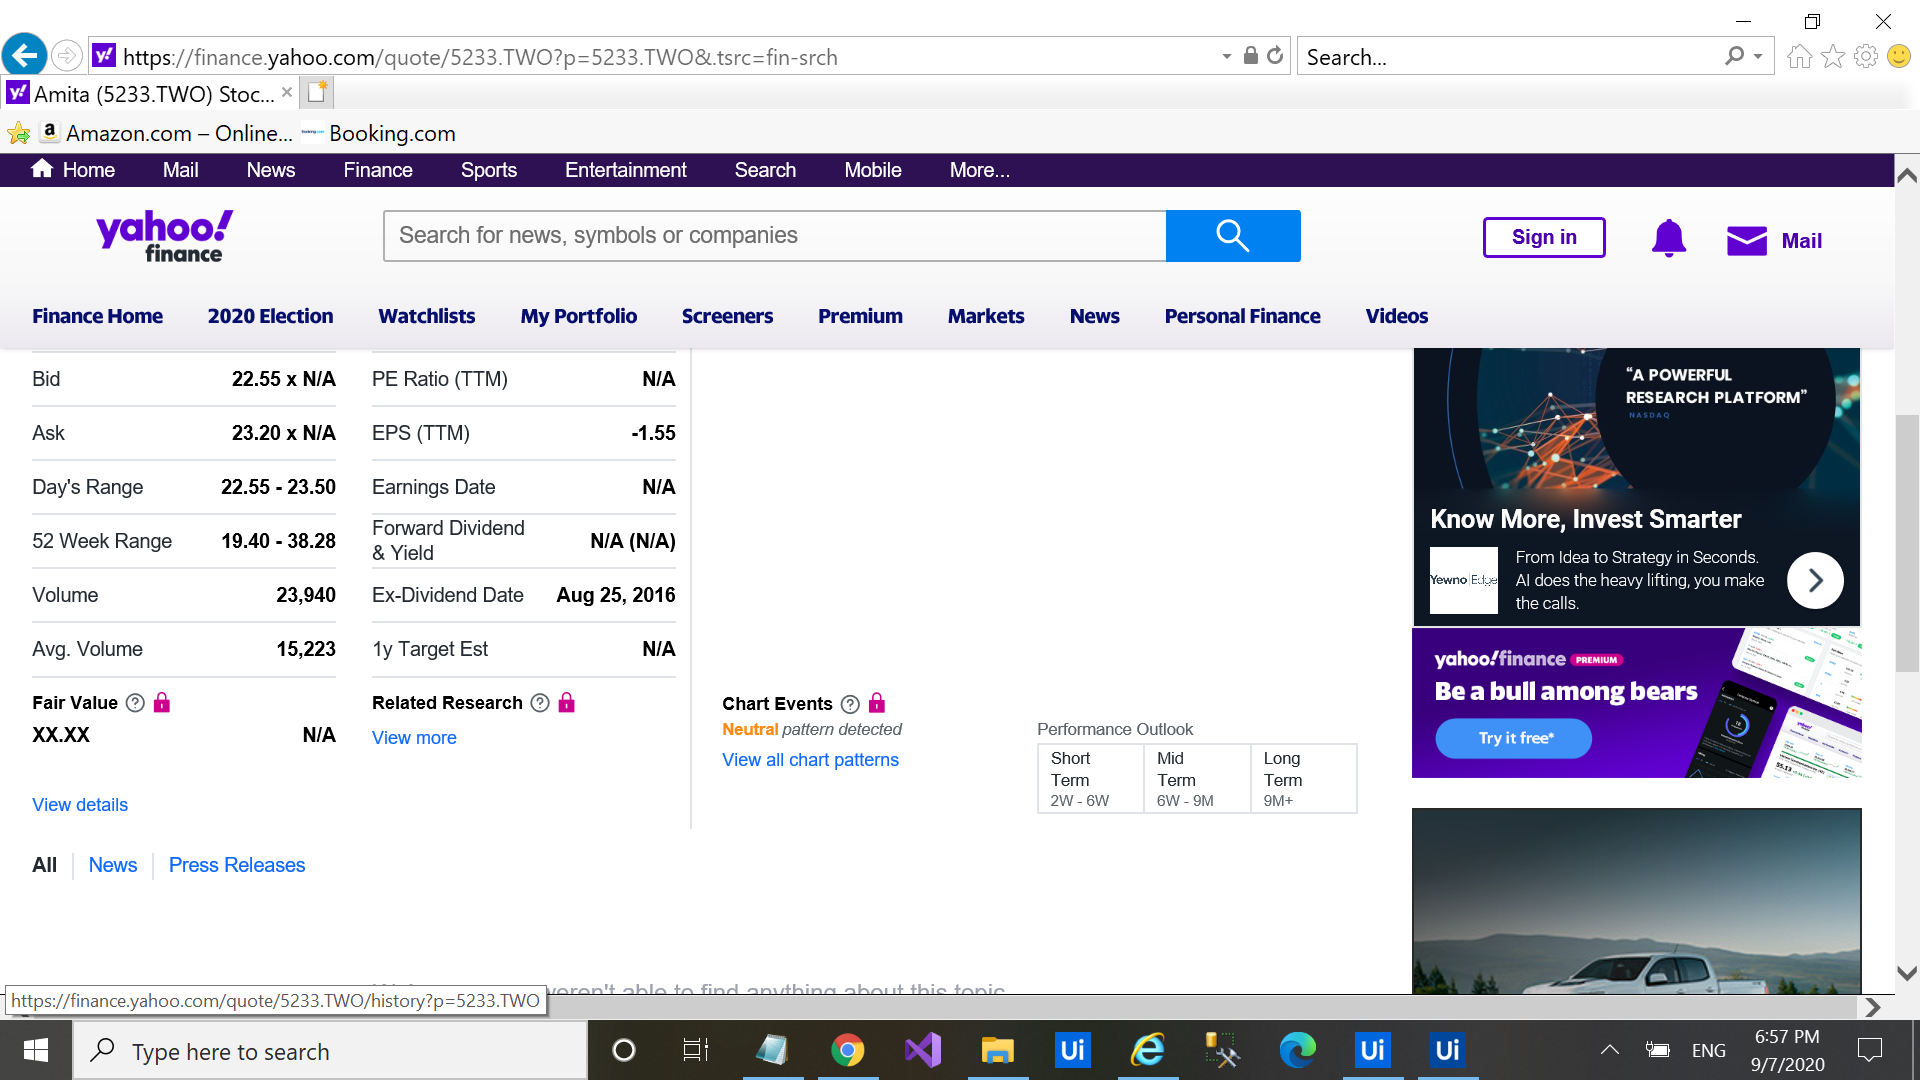 https://finance.yahoo.com/quote/5233.TWO?p=5233.TWO&.tsrc=fin-srch
Search...
Amita (5233.TWO) Stoc...
Amazon.com – Online...
Booking.com
Home Mail News Finance Sports Entertainment Search Mobile More...
yahoo!
finance
Search for news, symbols or companies
Sign in
Mail
Finance Home 2020 Election Watchlists My Portfolio Screeners Premium Markets News Personal Finance Videos
Bid 22.55 x N/A
Ask 23.20 x N/A
Day's Range 22.55 - 23.50
52 Week Range 19.40 - 38.28
Volume 23,940
Avg. Volume 15,223
PE Ratio (TTM) N/A
EPS (TTM) -1.55
Earnings Date N/A
Forward Dividend
& Yield N/A (N/A)
Ex-Dividend Date Aug 25, 2016
1y Target Est N/A
Fair Value
XX.XX N/A
View details
Related Research
View more
Chart Events
Neutral pattern detected
View all chart patterns
Performance Outlook
Short
Term
2W - 6W
Mid
Term
6W - 9M
Long
Term
9M+
“A POWERFUL
RESEARCH PLATFORM”
NASDAQ
Know More, Invest Smarter
Yewno Edge
From Idea to Strategy in Seconds.
AI does the heavy lifting, you make
the calls.
yahoo!finance PREMIUM
Be a bull among bears
Try it free*
All News Press Releases
weren't able to find anything about this topic
https://finance.yahoo.com/quote/5233.TWO/history?p=5233.TWO
Type here to search
Ui
Ui
Ui
ENG
6:57 PM
9/7/2020